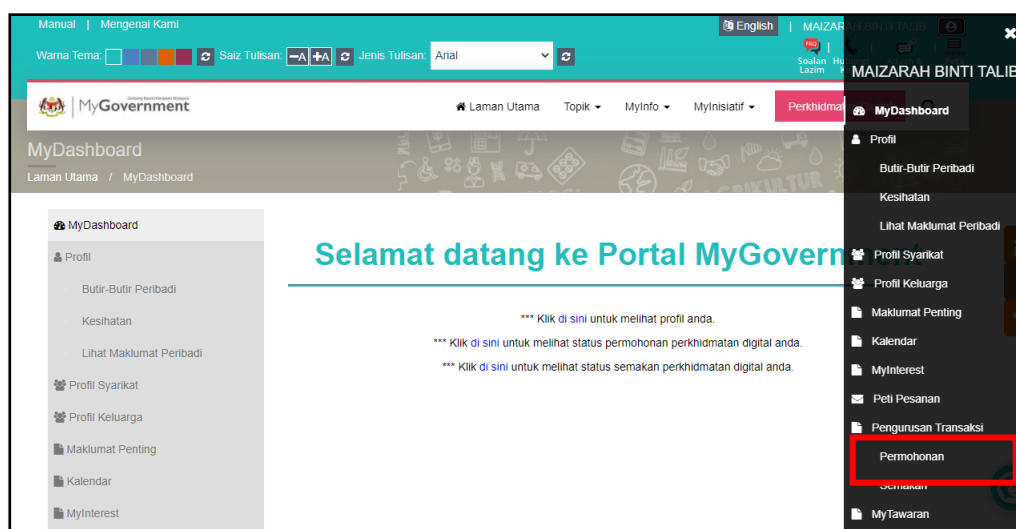 Manual | Mengenai Kami
English | MAIZARAH BINTI TALIB
Warna Tema: Saiz Tulisan: -A +A Jenis Tulisan: Arial
FAQ
Soalan
Lazim
MyGovernment
Laman Utama Topik MyInfo MyInisiatif
MyDashboard
Laman Utama / MyDashboard
AGRIKULTUR
MyDashboard
Profil
Butir-Butir Peribadi
Kesihatan
Lihat Maklumat Peribadi
Profil Syarikat
Profil Keluarga
Maklumat Penting
Kalendar
MyInterest
Selamat datang ke Portal MyGovernment
*** Klik di sini untuk melihat profil anda.
*** Klik di sini untuk melihat status permohonan perkhidmatan digital anda.
*** Klik di sini untuk melihat status semakan perkhidmatan digital anda.
MAIZARAH BINTI TALIB
MyDashboard
Profil
Butir-Butir Peribadi
Kesihatan
Lihat Maklumat Peribadi
Profil Syarikat
Profil Keluarga
Maklumat Penting
Kalendar
MyInterest
Peti Pesanan
Pengurusan Transaksi
Permohonan
Semakan
MyTawaran